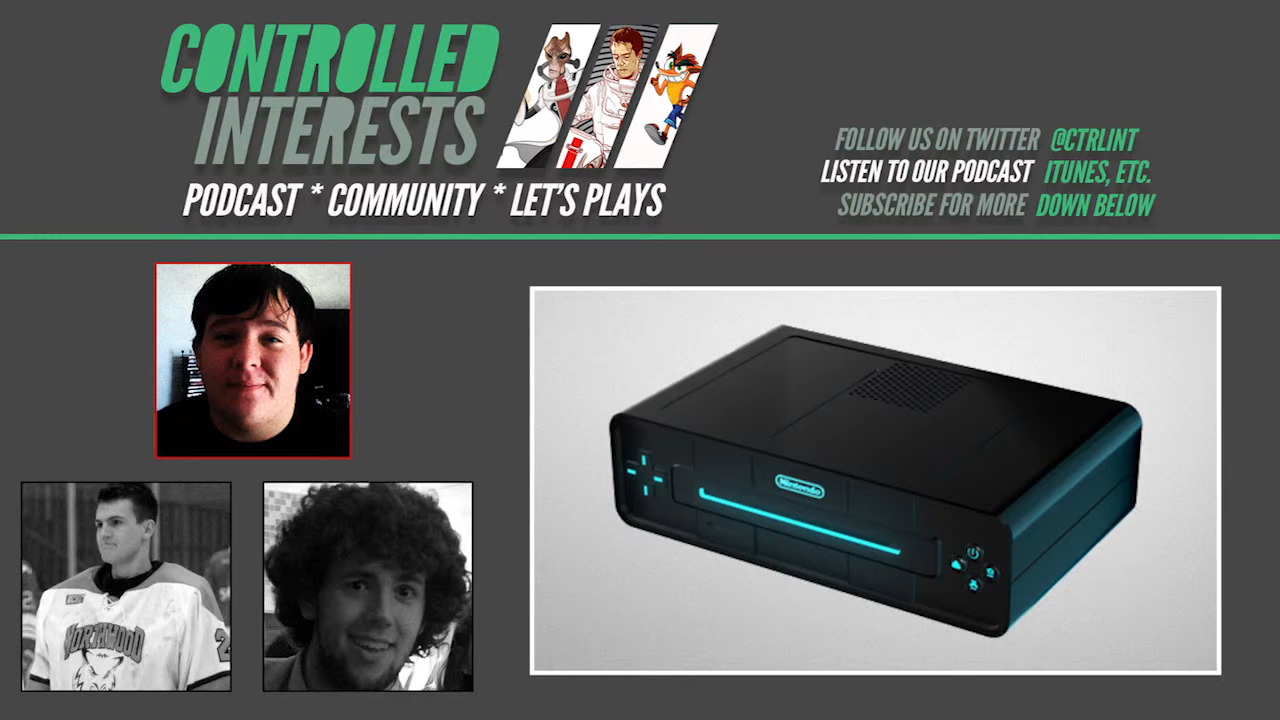 CONTROLLED
INTERESTS
PODCAST * COMMUNITY * LET'S PLAYS
FOLLOW US ON TWITTER @CTRLINT
LISTEN TO OUR PODCAST ITUNES, ETC.
SUBSCRIBE FOR MORE DOWN BELOW
Nintendo
NORTHWOOD
2